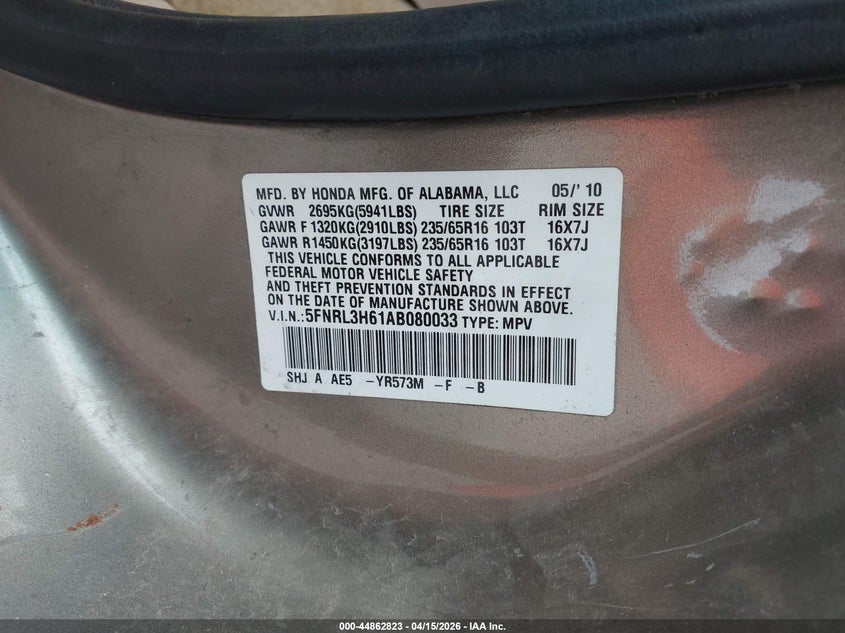 MFD. BY HONDA MFG. OF ALABAMA, LLC 05/' 10
GVWR 2695KG(5941LBS) TIRE SIZE RIM SIZE
GAWR F 1320KG(2910LBS) 235/65R16 103T 16X7J
GAWR R1450KG(3197LBS) 235/65R16 103T 16X7J
THIS VEHICLE CONFORMS TO ALL APPLICABLE
FEDERAL MOTOR VEHICLE SAFETY
AND THEFT PREVENTION STANDARDS IN EFFECT
ON THE DATE OF MANUFACTURE SHOWN ABOVE.
V.I.N.:5FNRL3H61AB080033 TYPE: MPV
SHJ A AE5 -YR573M -F -B
000-44862823 - 04/15/2026 - IAA Inc.